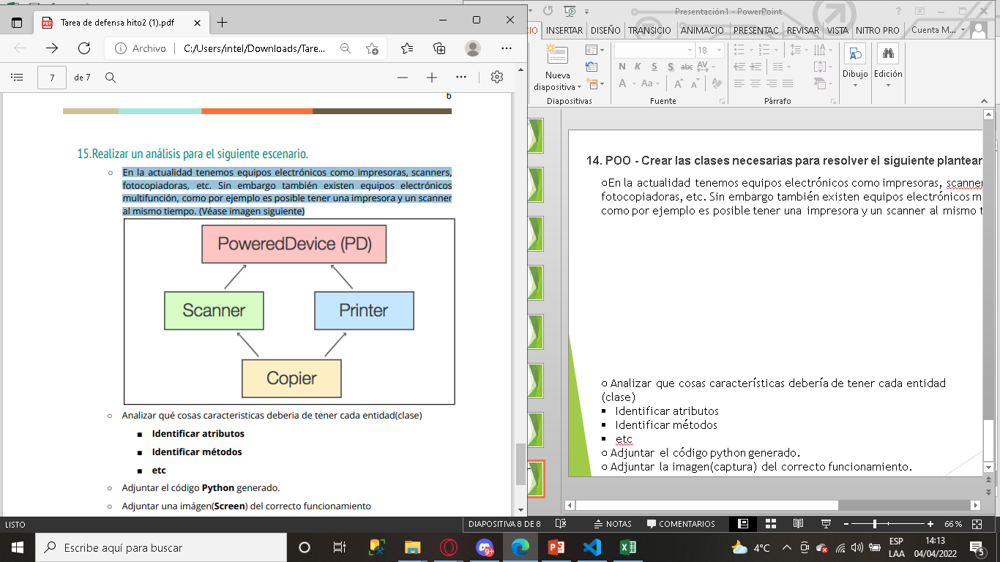 Tarea de defensa hito2 (1).pdf
Archivo
C:/Users/intel/Downloads/Tare...
7
de 7
6
15.Realizar un análisis para el siguiente escenario.
En la actualidad tenemos equipos electrónicos como impresoras, scanners,
fotocopiadoras, etc. Sin embargo también existen equipos electrónicos
multifunción, como por ejemplo es posible tener una impresora y un scanner
al mismo tiempo. (Véase imagen siguiente)
PoweredDevice (PD)
Scanner
Printer
Copier
Analizar qué cosas caracteristicas deberia de tener cada entidad(clase)
Identificar atributos
Identificar métodos
etc
Adjuntar el código Python generado.
Adjuntar una imágen(Screen) del correcto funcionamiento
Presentación1 - PowerPoint
CIO INSERTAR DISEÑO TRANSICIO ANIMACIO PRESENTAC REVISAR VISTA NITRO PRO Cuenta M...
18
Nueva
diapositiva
N K S S abc AV
A Aa A A
Dibujo
Edición
Diapositivas
Fuente
Párrafo
14. POO - Crear las clases necesarias para resolver el siguiente plantear
En la actualidad tenemos equipos electrónicos como impresoras, scanner
fotocopiadoras, etc. Sin embargo también existen equipos electrónicos m
como por ejemplo es posible tener una impresora y un scanner al mismo t
Analizar que cosas características debería de tener cada entidad
(clase)
Identificar atributos
Identificar métodos
etc
Adjuntar el código python generado.
Adjuntar la imagen(captura) del correcto funcionamiento.
LISTO
DIAPOSITIVA 8 DE 8
NOTAS
COMENTARIOS
66 %
Escribe aquí para buscar
9+
4°C
ESP
LAA
14:13
04/04/2022
5